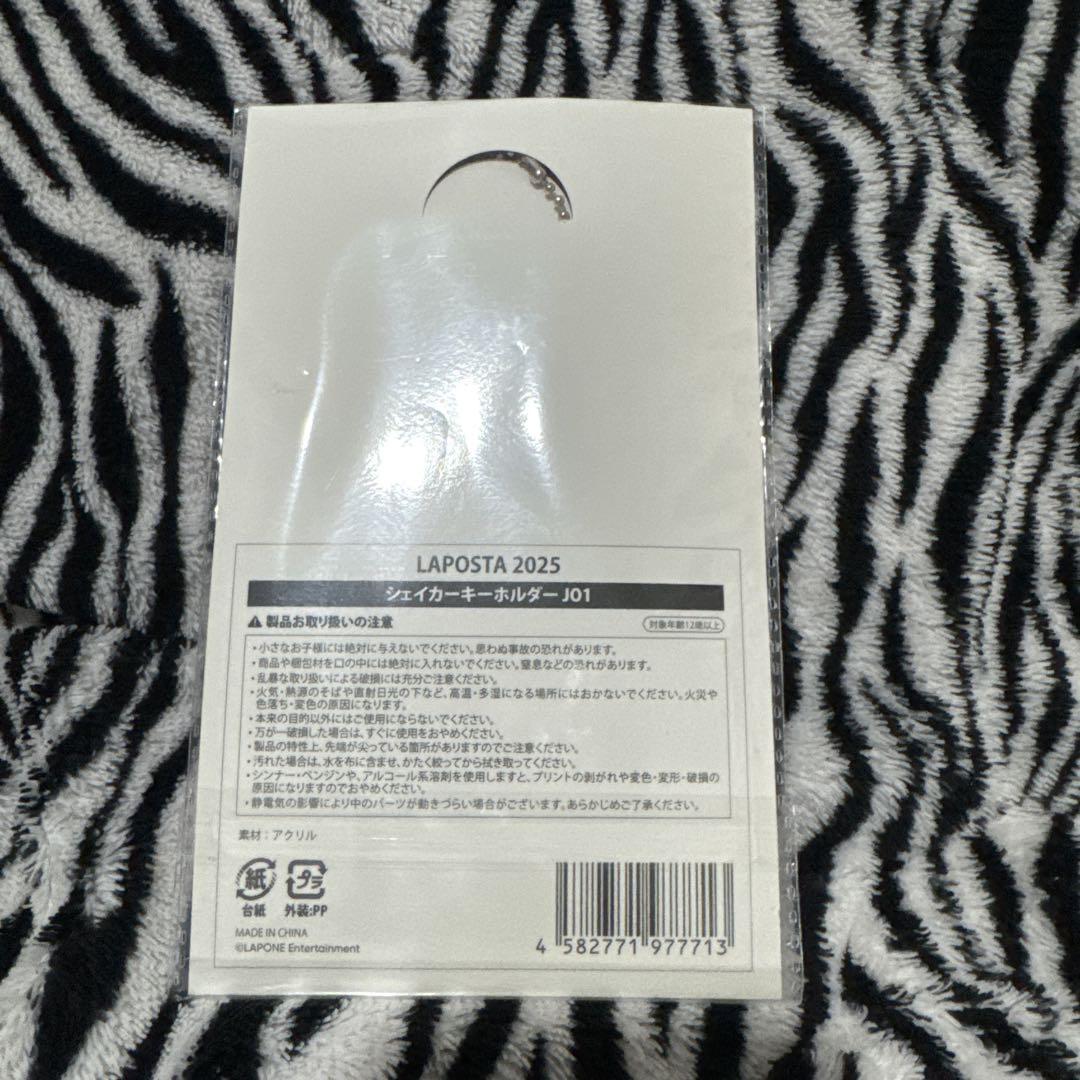 LAPOSTA 2025
シェイカーキーホルダー JO1
製品お取り扱いの注意
対象年齢12歳以上
・小さなお子様には絶対に与えないでください。思わぬ事故の恐れがあります。
・商品や梱包材を口の中には絶対に入れないでください。窒息などの恐れがあります。
・乱暴な取り扱いによる破損には充分ご注意ください。
・火気・熱源のそばや直射日光の下など、高温・多湿になる場所にはおかないでください。火災や
色落ち・変色の原因になります。
・本来の目的以外にはご使用にならないでください。
・万が一破損した場合は、すぐに使用をおやめください。
・製品の特性上、先端が尖っている箇所がありますのでご注意ください。
・汚れた場合は、水を布に含ませ、かたく絞ってから拭き取ってください。
・シンナー・ベンジンや、アルコール系溶剤を使用しますと、プリントの剥がれや変色・変形・破損の
原因になりますのでおやめください。
・静電気の影響により中のパーツが動きづらい場合がございます。あらかじめご了承ください。
素材：アクリル
紙 プラ
台紙 外装:PP
MADE IN CHINA
©LAPONE Entertainment
4 582771 977713